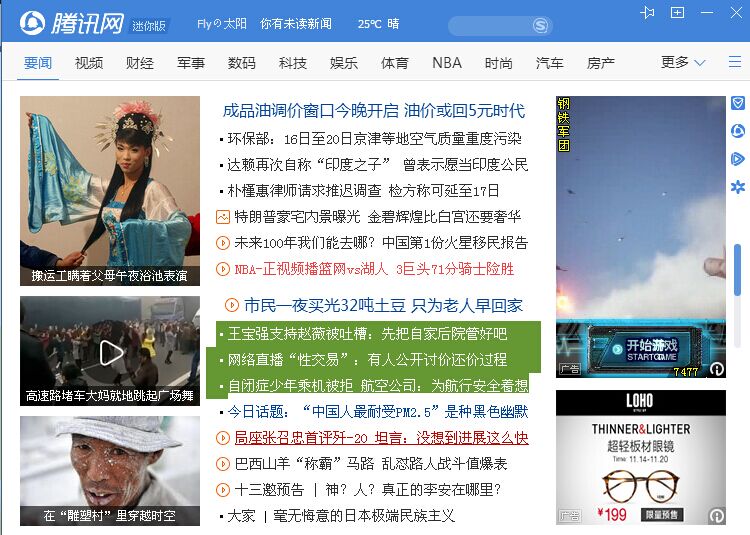 腾讯网 迷你版 Fly の太阳 你有未读新闻 25℃ 晴
要闻 视频 财经 军事 数码 科技 娱乐 体育 NBA 时尚 汽车 房产 更多
搬运工瞒着父母午夜浴池表演
高速路堵车大妈就地跳起广场舞
在“雕塑村”里穿越时空
成品油调价窗口今晚开启 油价或回5元时代
环保部：16日至20日京津等地空气质量重度污染
达赖再次自称“印度之子” 曾表示愿当印度公民
朴槿惠律师请求推迟调查 检方称可延至17日
特朗普豪宅内景曝光 金碧辉煌比白宫还要奢华
未来100年我们能去哪？中国第1份火星移民报告
NBA-正视频播篮网vs湖人 3巨头71分骑士险胜
市民一夜买光32吨土豆 只为老人早回家
王宝强支持赵薇被吐槽：先把自家后院管好吧
网络直播“性交易”：有人公开讨价还价过程
自闭症少年乘机被拒 航空公司：为航行安全着想
今日话题：“中国人最耐受PM2.5”是种黑色幽默
局座张召忠首评歼-20 坦言：没想到进展这么快
巴西山羊“称霸”马路 乱怼路人战斗值爆表
十三邀预告 | 神？人？真正的李安在哪里？
大家 | 毫无悔意的日本极端民族主义
钢铁军团
开始游戏
START GAME
7477
广告
LOHO
THINNER&LIGHTER
超轻板材眼镜
Time: 11.14-11.20
¥199 限量预售
广告